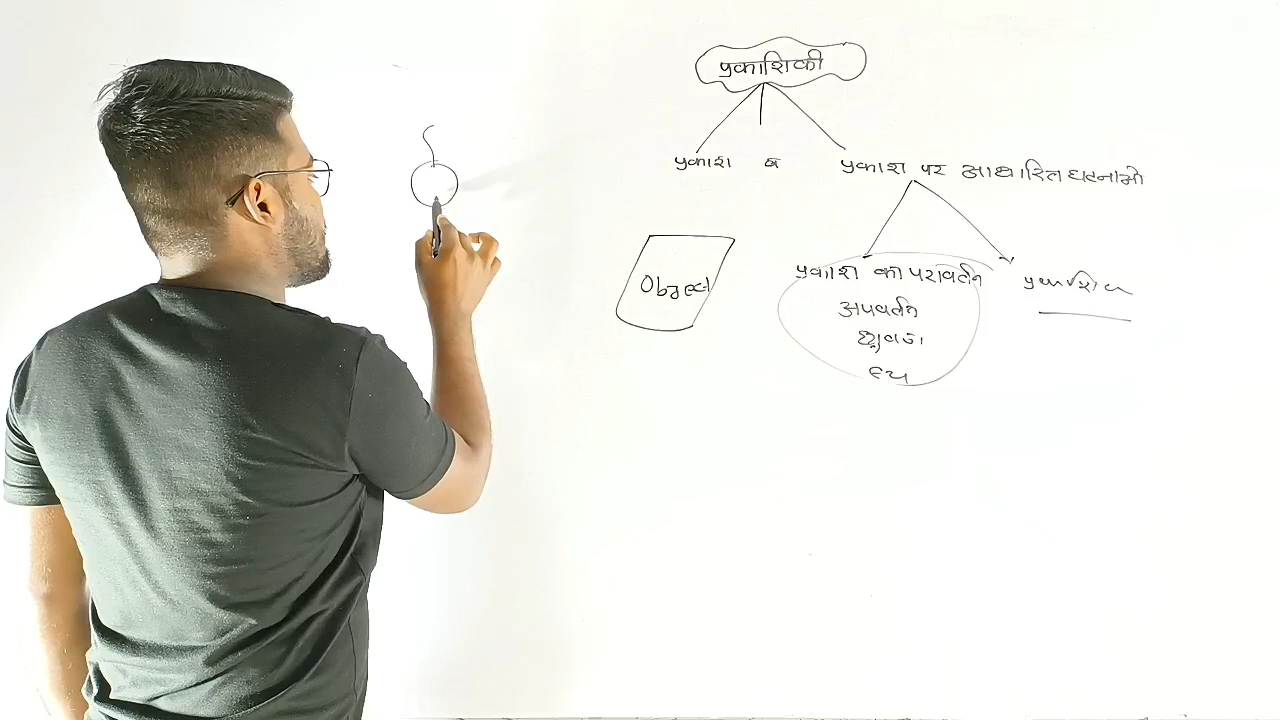 प्रकाशिकी
प्रकाश व
प्रकाश पर आधारित घटनाओ
Object
प्रकाश का परावर्तन
अपवर्तन